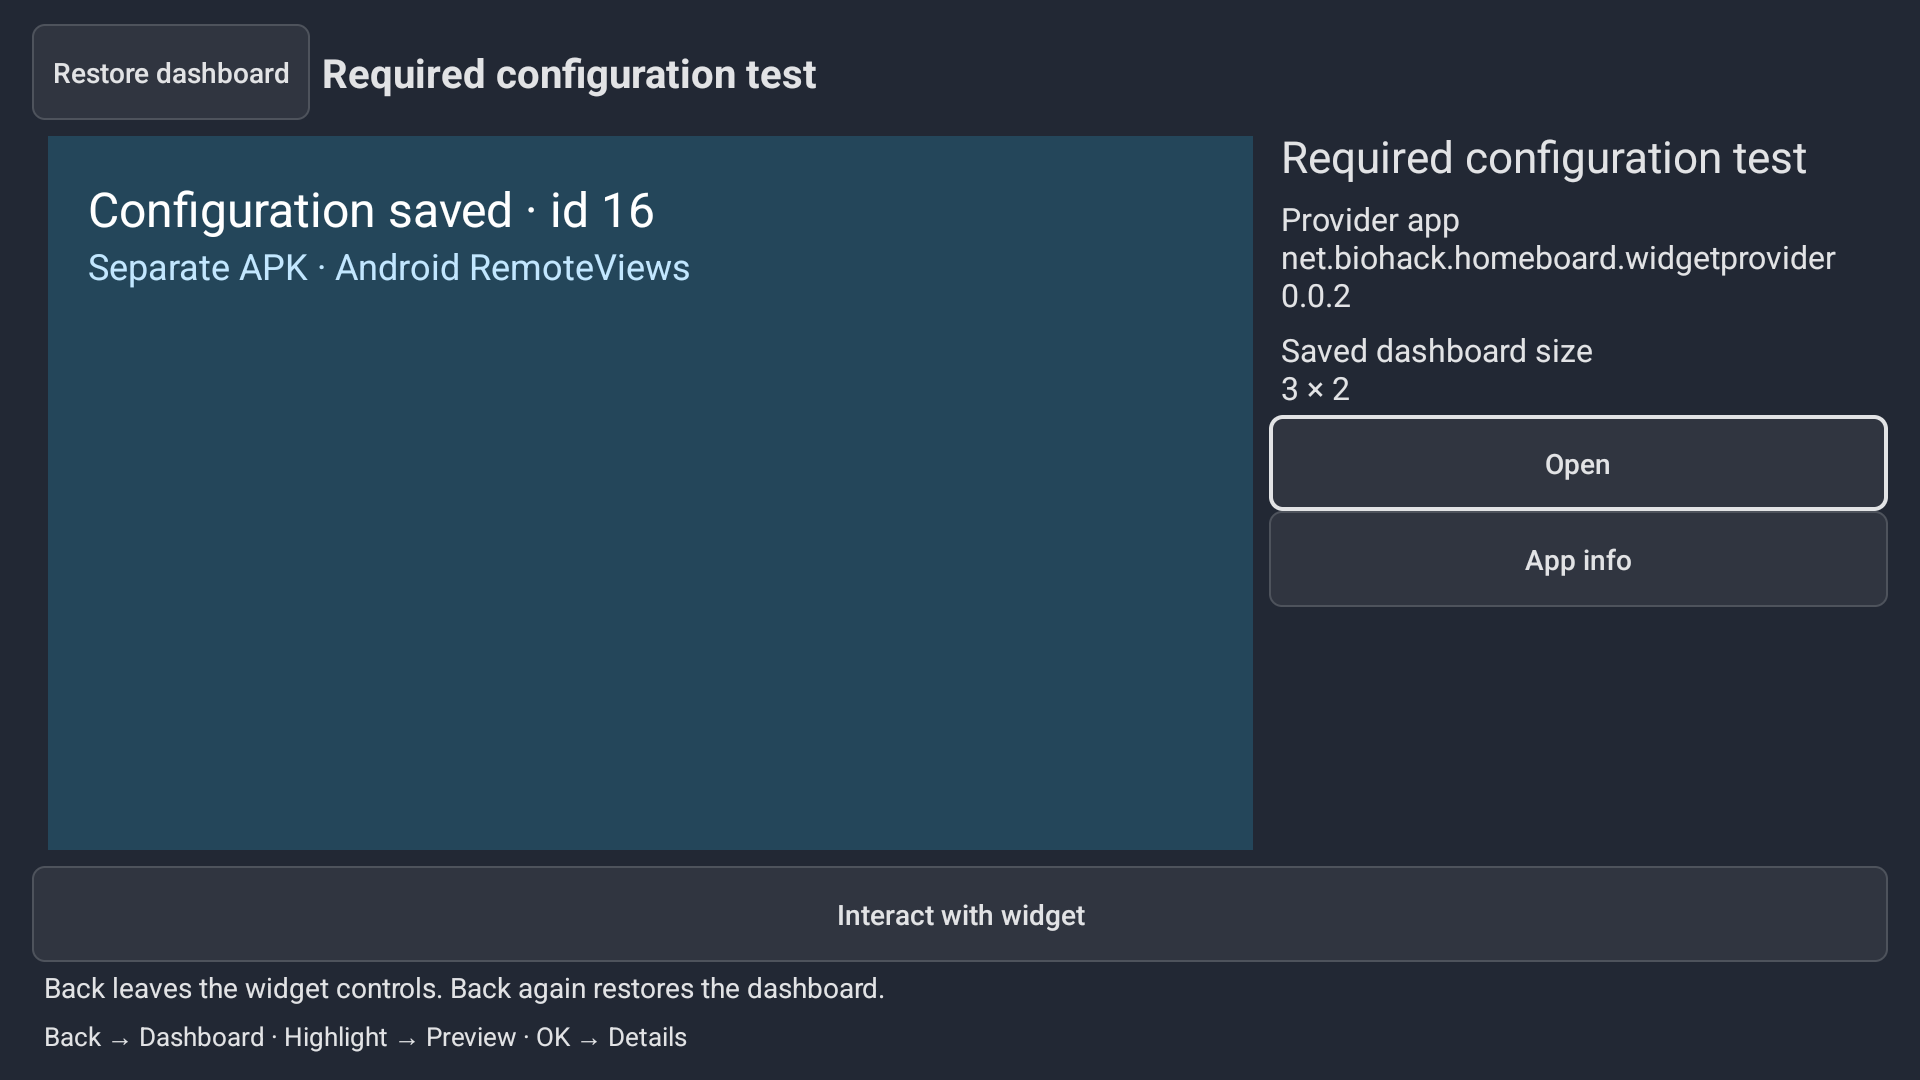 Restore dashboard
Required configuration test
Configuration saved · id 16
Separate APK · Android RemoteViews
Required configuration test
Provider app
net.biohack.homeboard.widgetprovider
0.0.2
Saved dashboard size
3 × 2
Open
App info
Interact with widget
Back leaves the widget controls. Back again restores the dashboard.
Back → Dashboard · Highlight → Preview · OK → Details